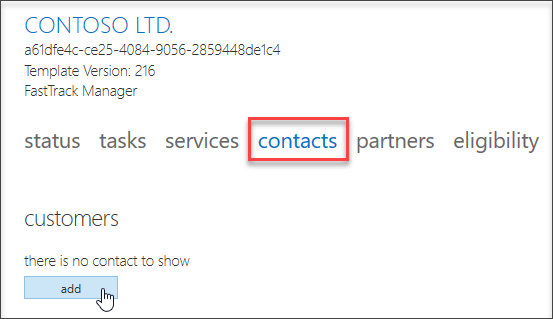 CONTOSO LTD.
a61dfe4c-ce25-4084-9056-2859448de1c4
Template Version: 216
FastTrack Manager
status tasks services contacts partners eligibility
customers
there is no contact to show
add